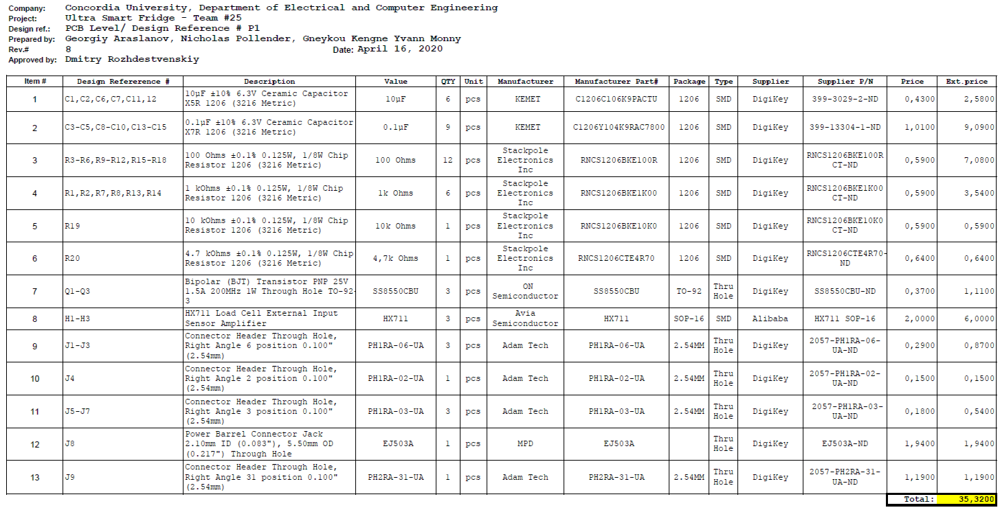 Company: Concordia University, Department of Electrical and Computer Engineering
Project: Ultra Smart Fridge - Team #25
Design ref.: PCB Level/ Design Reference # P1
Prepared by: Georgiy Araslanov, Nicholas Pollender, Gneykou Kengne Yvann Monny
Rev.# 8 Date: April 16, 2020
Approved by: Dmitry Rozhdestvenskiy
Item # Design Refererence # Description Value QTY Unit Manufacturer Manufacturer Part# Package Type Supplier Supplier P/N Price Ext.price
1 C1,C2,C6,C7,C11,12 10µF ±10% 6.3V Ceramic Capacitor
X5R 1206 (3216 Metric) 10µF 6 pcs KEMET C1206C106K9PACTU 1206 SMD DigiKey 399-3029-2-ND 0,4300 2,5800
2 C3-C5,C8-C10,C13-C15 0.1µF ±10% 6.3V Ceramic Capacitor
X7R 1206 (3216 Metric) 0.1µF 9 pcs KEMET C1206Y104K9RAC7800 1206 SMD DigiKey 399-13304-1-ND 1,0100 9,0900
3 R3-R6,R9-R12,R15-R18 100 Ohms ±0.1% 0.125W, 1/8W Chip
Resistor 1206 (3216 Metric) 100 Ohms 12 pcs Stackpole
Electronics
Inc RNCS1206BKE100R 1206 SMD DigiKey RNCS1206BKE100R
CT-ND 0,5900 7,0800
4 R1,R2,R7,R8,R13,R14 1 kOhms ±0.1% 0.125W, 1/8W Chip
Resistor 1206 (3216 Metric) 1k Ohms 6 pcs Stackpole
Electronics
Inc RNCS1206BKE1K00 1206 SMD DigiKey RNCS1206BKE1K00
CT-ND 0,5900 3,5400
5 R19 10 kOhms ±0.1% 0.125W, 1/8W Chip
Resistor 1206 (3216 Metric) 10k Ohms 1 pcs Stackpole
Electronics
Inc RNCS1206BKE10K0 1206 SMD DigiKey RNCS1206BKE10K0
CT-ND 0,5900 0,5900
6 R20 4.7 kOhms ±0.1% 0.125W, 1/8W Chip
Resistor 1206 (3216 Metric) 4,7k Ohms 1 pcs Stackpole
Electronics
Inc RNCS1206CTE4R70 1206 SMD DigiKey RNCS1206CTE4R70-
ND 0,6400 0,6400
7 Q1-Q3 Bipolar (BJT) Transistor PNP 25V
1.5A 200MHz 1W Through Hole TO-92-
3 SS8550CBU 3 pcs ON
Semiconductor SS8550CBU TO-92 Thru
Hole DigiKey SS8550CBU-ND 0,3700 1,1100
8 H1-H3 HX711 Load Cell External Input
Sensor Amplifier HX711 3 pcs Avia
Semiconductor HX711 SOP-16 SMD Alibaba HX711 SOP-16 2,0000 6,0000
9 J1-J3 Connector Header Through Hole,
Right Angle 6 position 0.100"
(2.54mm) PH1RA-06-UA 3 pcs Adam Tech PH1RA-06-UA 2.54MM Thru
Hole DigiKey 2057-PH1RA-06-
UA-ND 0,2900 0,8700
10 J4 Connector Header Through Hole,
Right Angle 2 position 0.100"
(2.54mm) PH1RA-02-UA 1 pcs Adam Tech PH1RA-02-UA 2.54MM Thru
Hole DigiKey 2057-PH1RA-02-
UA-ND 0,1500 0,1500
11 J5-J7 Connector Header Through Hole,
Right Angle 3 position 0.100"
(2.54mm) PH1RA-03-UA 3 pcs Adam Tech PH1RA-03-UA 2.54MM Thru
Hole DigiKey 2057-PH1RA-03-
UA-ND 0,1800 0,5400
12 J8 Power Barrel Connector Jack
2.10mm ID (0.083"), 5.50mm OD
(0.217") Through Hole EJ503A 1 pcs MPD EJ503A Thru
Hole DigiKey EJ503A-ND 1,9400 1,9400
13 J9 Connector Header Through Hole,
Right Angle 31 position 0.100"
(2.54mm) PH2RA-31-UA 1 pcs Adam Tech PH2RA-31-UA 2.54MM Thru
Hole DigiKey 2057-PH2RA-31-
UA-ND 1,1900 1,1900
Total: 35,3200